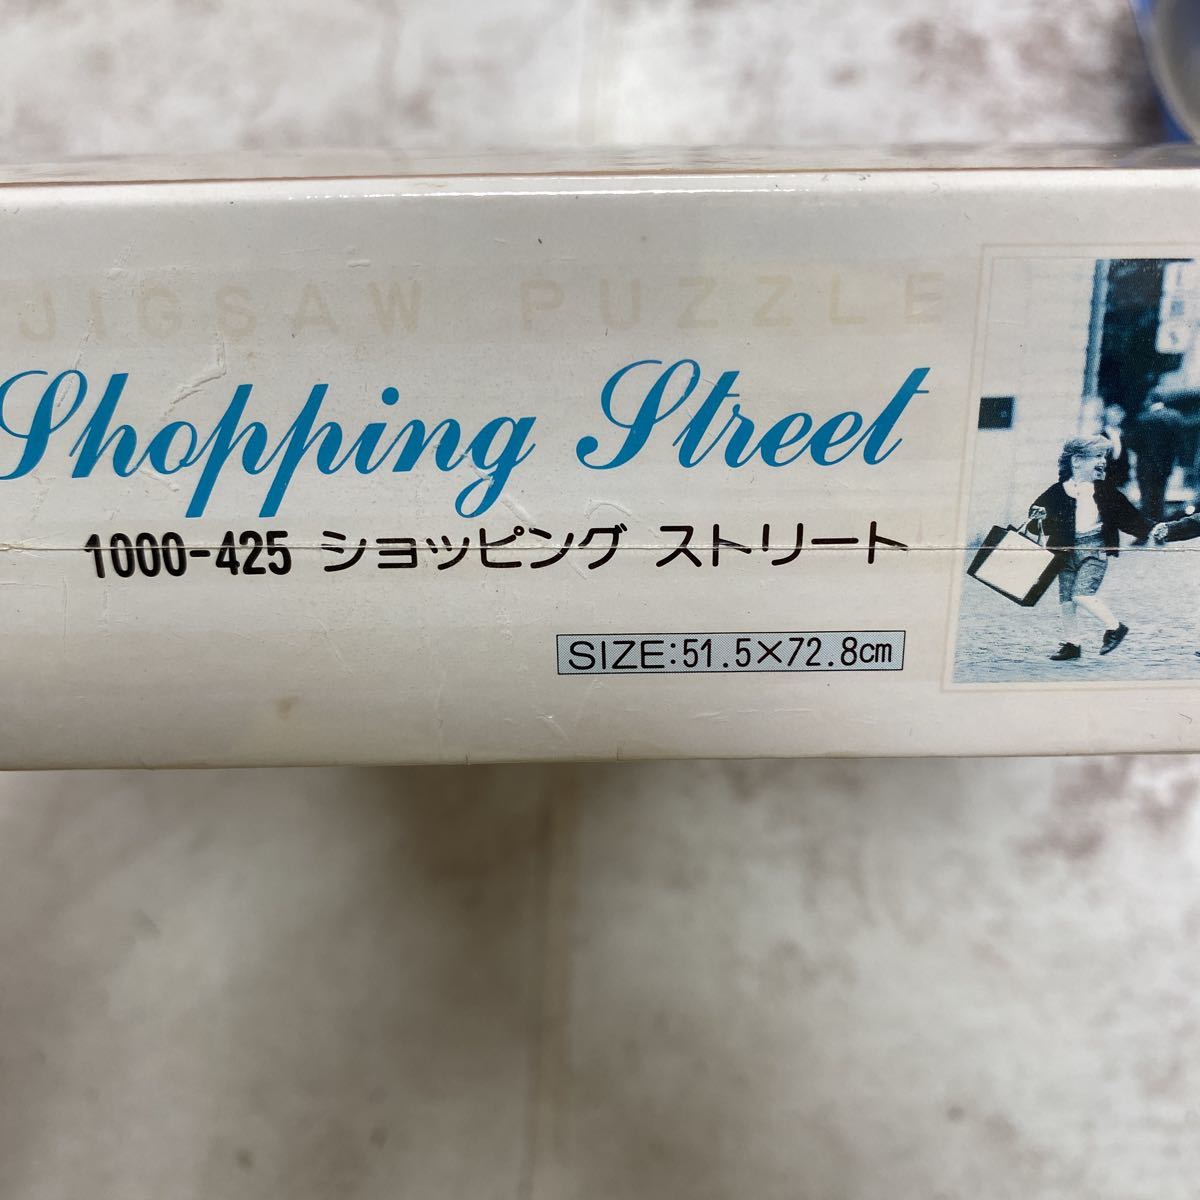 JIGSAW PUZZLE
Shopping Street
1000-425 ショッピング ストリート
SIZE:51.5×72.8cm